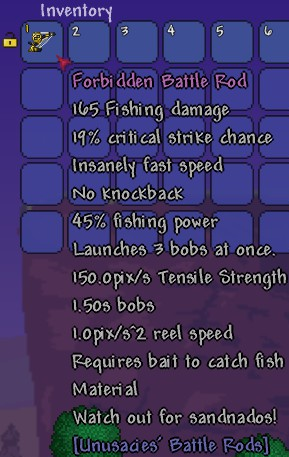 Inventory
1 2 3 4 5 6
Forbidden Battle Rod
165 Fishing damage
19% critical strike chance
Insanely fast speed
No knockback
45% fishing power
Launches 3 bobs at once.
150.0pix/s Tensile Strength
1.50s bobs
1.0pix/s^2 reel speed
Requires bait to catch fish
Material
Watch out for sandnados!
[Unusacies' Battle Rods]